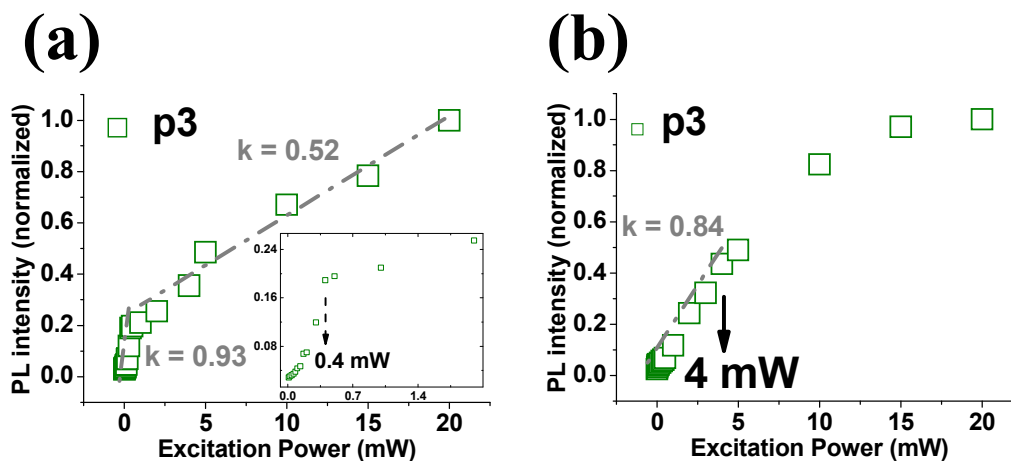 (a)
PL intensity (normalized)
1.0
0.8
0.6
0.4
0.2
0.0
p3
k = 0.52
k = 0.93
0.24
0.16
0.08
0.4 mW
0.0 0.7 1.4
0 5 10 15 20
Excitation Power (mW)
(b)
PL intensity (normalized)
1.0
0.8
0.6
0.4
0.2
0.0
p3
k = 0.84
4 mW
0 5 10 15 20
Excitation Power (mW)